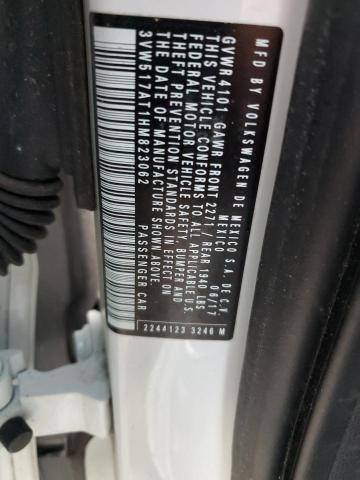 MFD BY VOLKSWAGEN DE MEXICO S.A. DE C.V.
MEXICO 06/17
GVWR 4101 GAWR FRONT 2271 / REAR 1940 LBS
THIS VEHICLE CONFORMS TO ALL APPLICABLE U.S.
FEDERAL MOTOR VEHICLE SAFETY, BUMPER AND
THEFT PREVENTION STANDARDS IN EFFECT ON
DATE OF MANUFACTURE SHOWN ABOVE.
3VW517AT1HM823062 PASSENGER CAR
2244123 3246 M